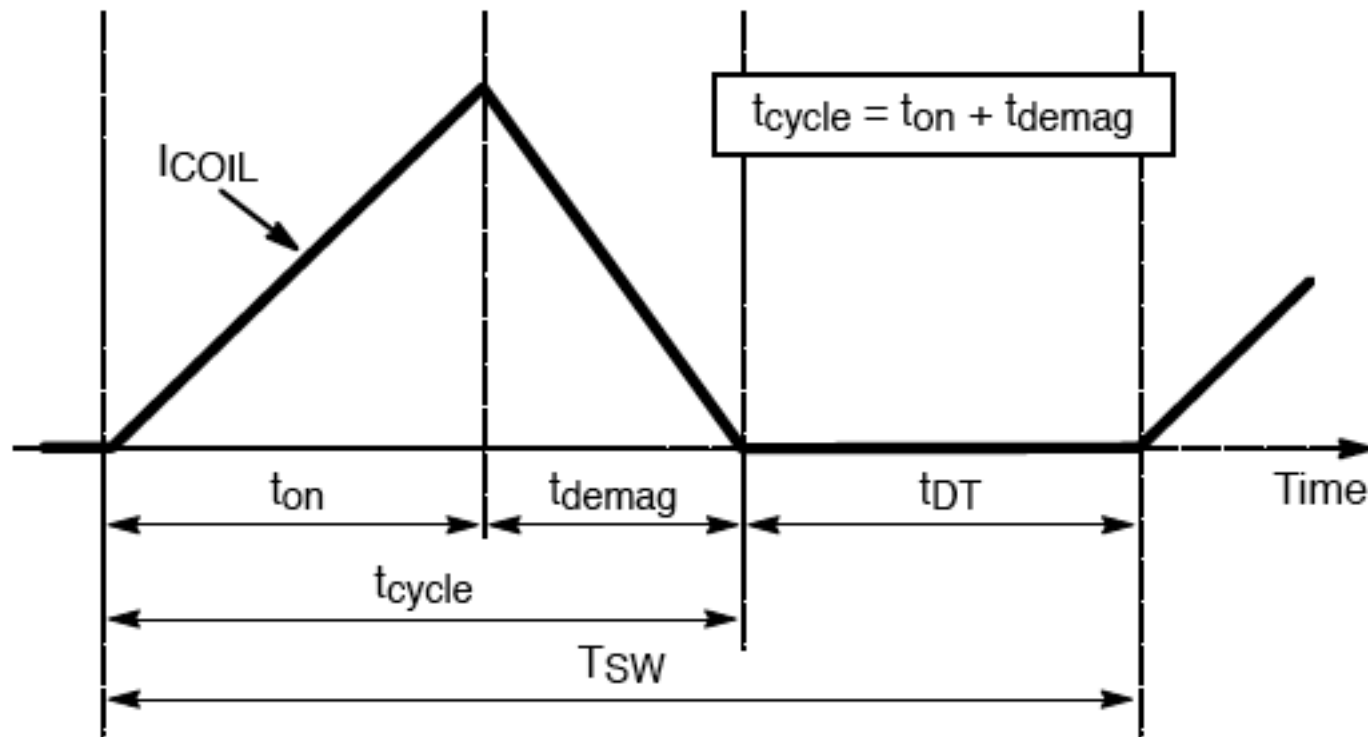 tcycle = ton + tdemag
ICOIL
ton
tdemag
tDT
Time
tcycle
TSW